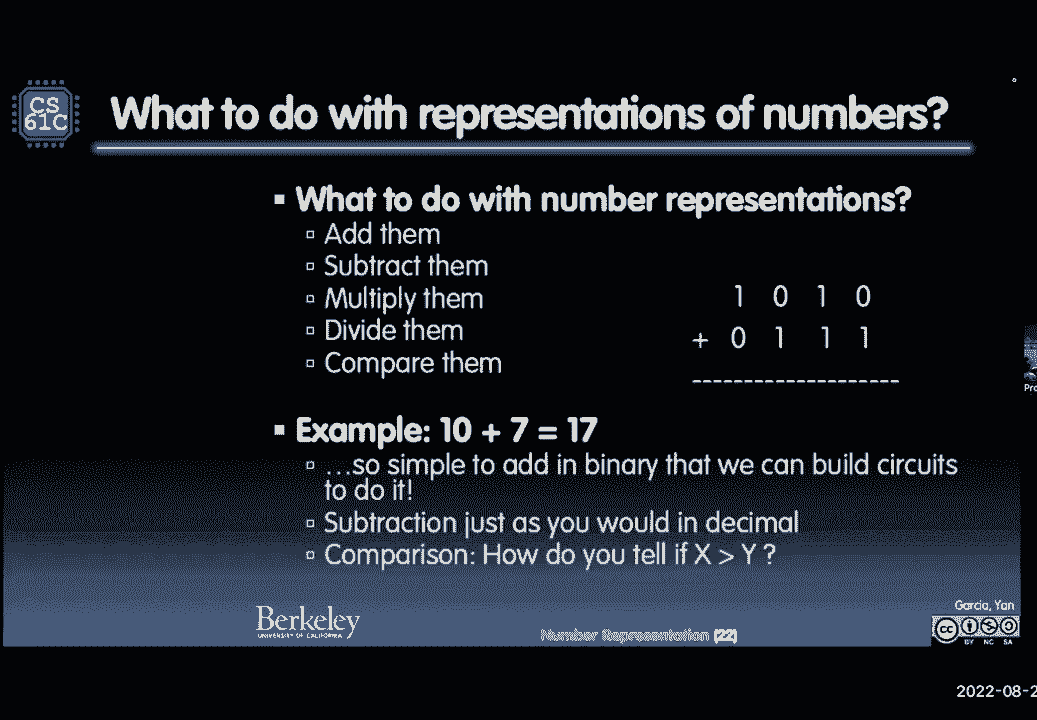 CS
61C
What to do with representations of numbers?
What to do with number representations?
Add them
Subtract them
Multiply them
Divide them
Compare them
1 0 1 0
+ 0 1 1 1
--------------------
Example: 10 + 7 = 17
…so simple to add in binary that we can build circuits
to do it!
Subtraction just as you would in decimal
Comparison: How do you tell if X > Y ?
Garcia, Yan
Berkeley
UNIVERSITY OF CALIFORNIA
Number Representation (22)
cc
BY NC SA
2022-08-2